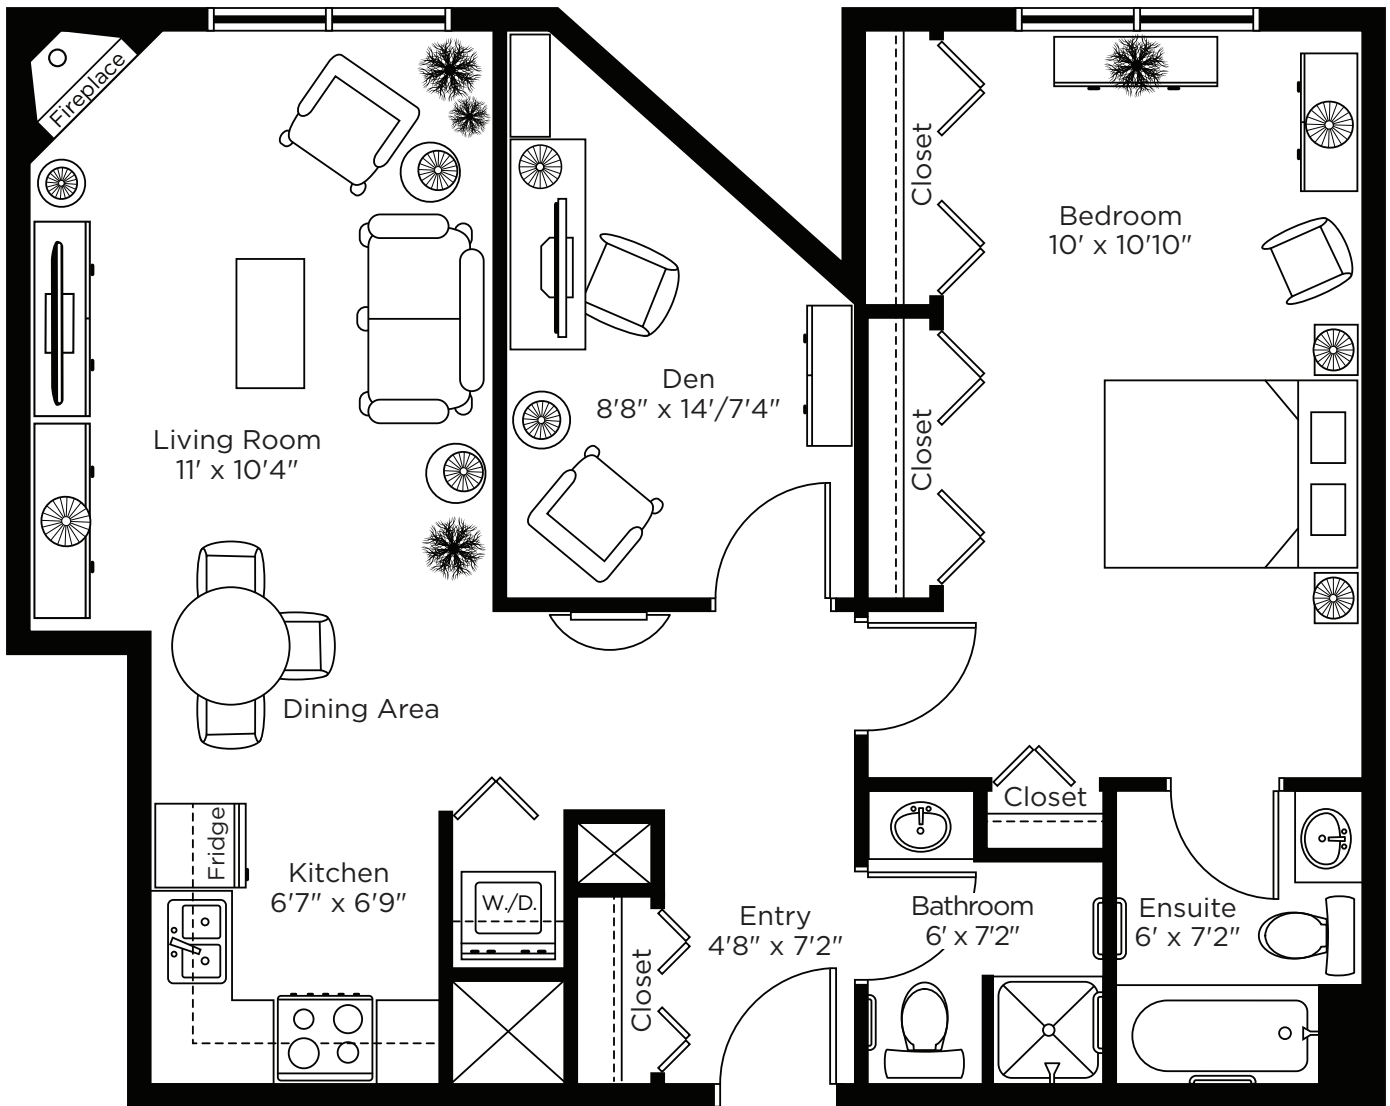 Fireplace
Closet
Bedroom
10' x 10'10"
Den
8'8" x 14'/7'4"
Living Room
11' x 10'4"
Closet
Dining Area
Closet
Fridge
Kitchen
6'7" x 6'9"
W./D.
Closet
Entry
4'8" x 7'2"
Bathroom
6' x 7'2"
Ensuite
6' x 7'2"